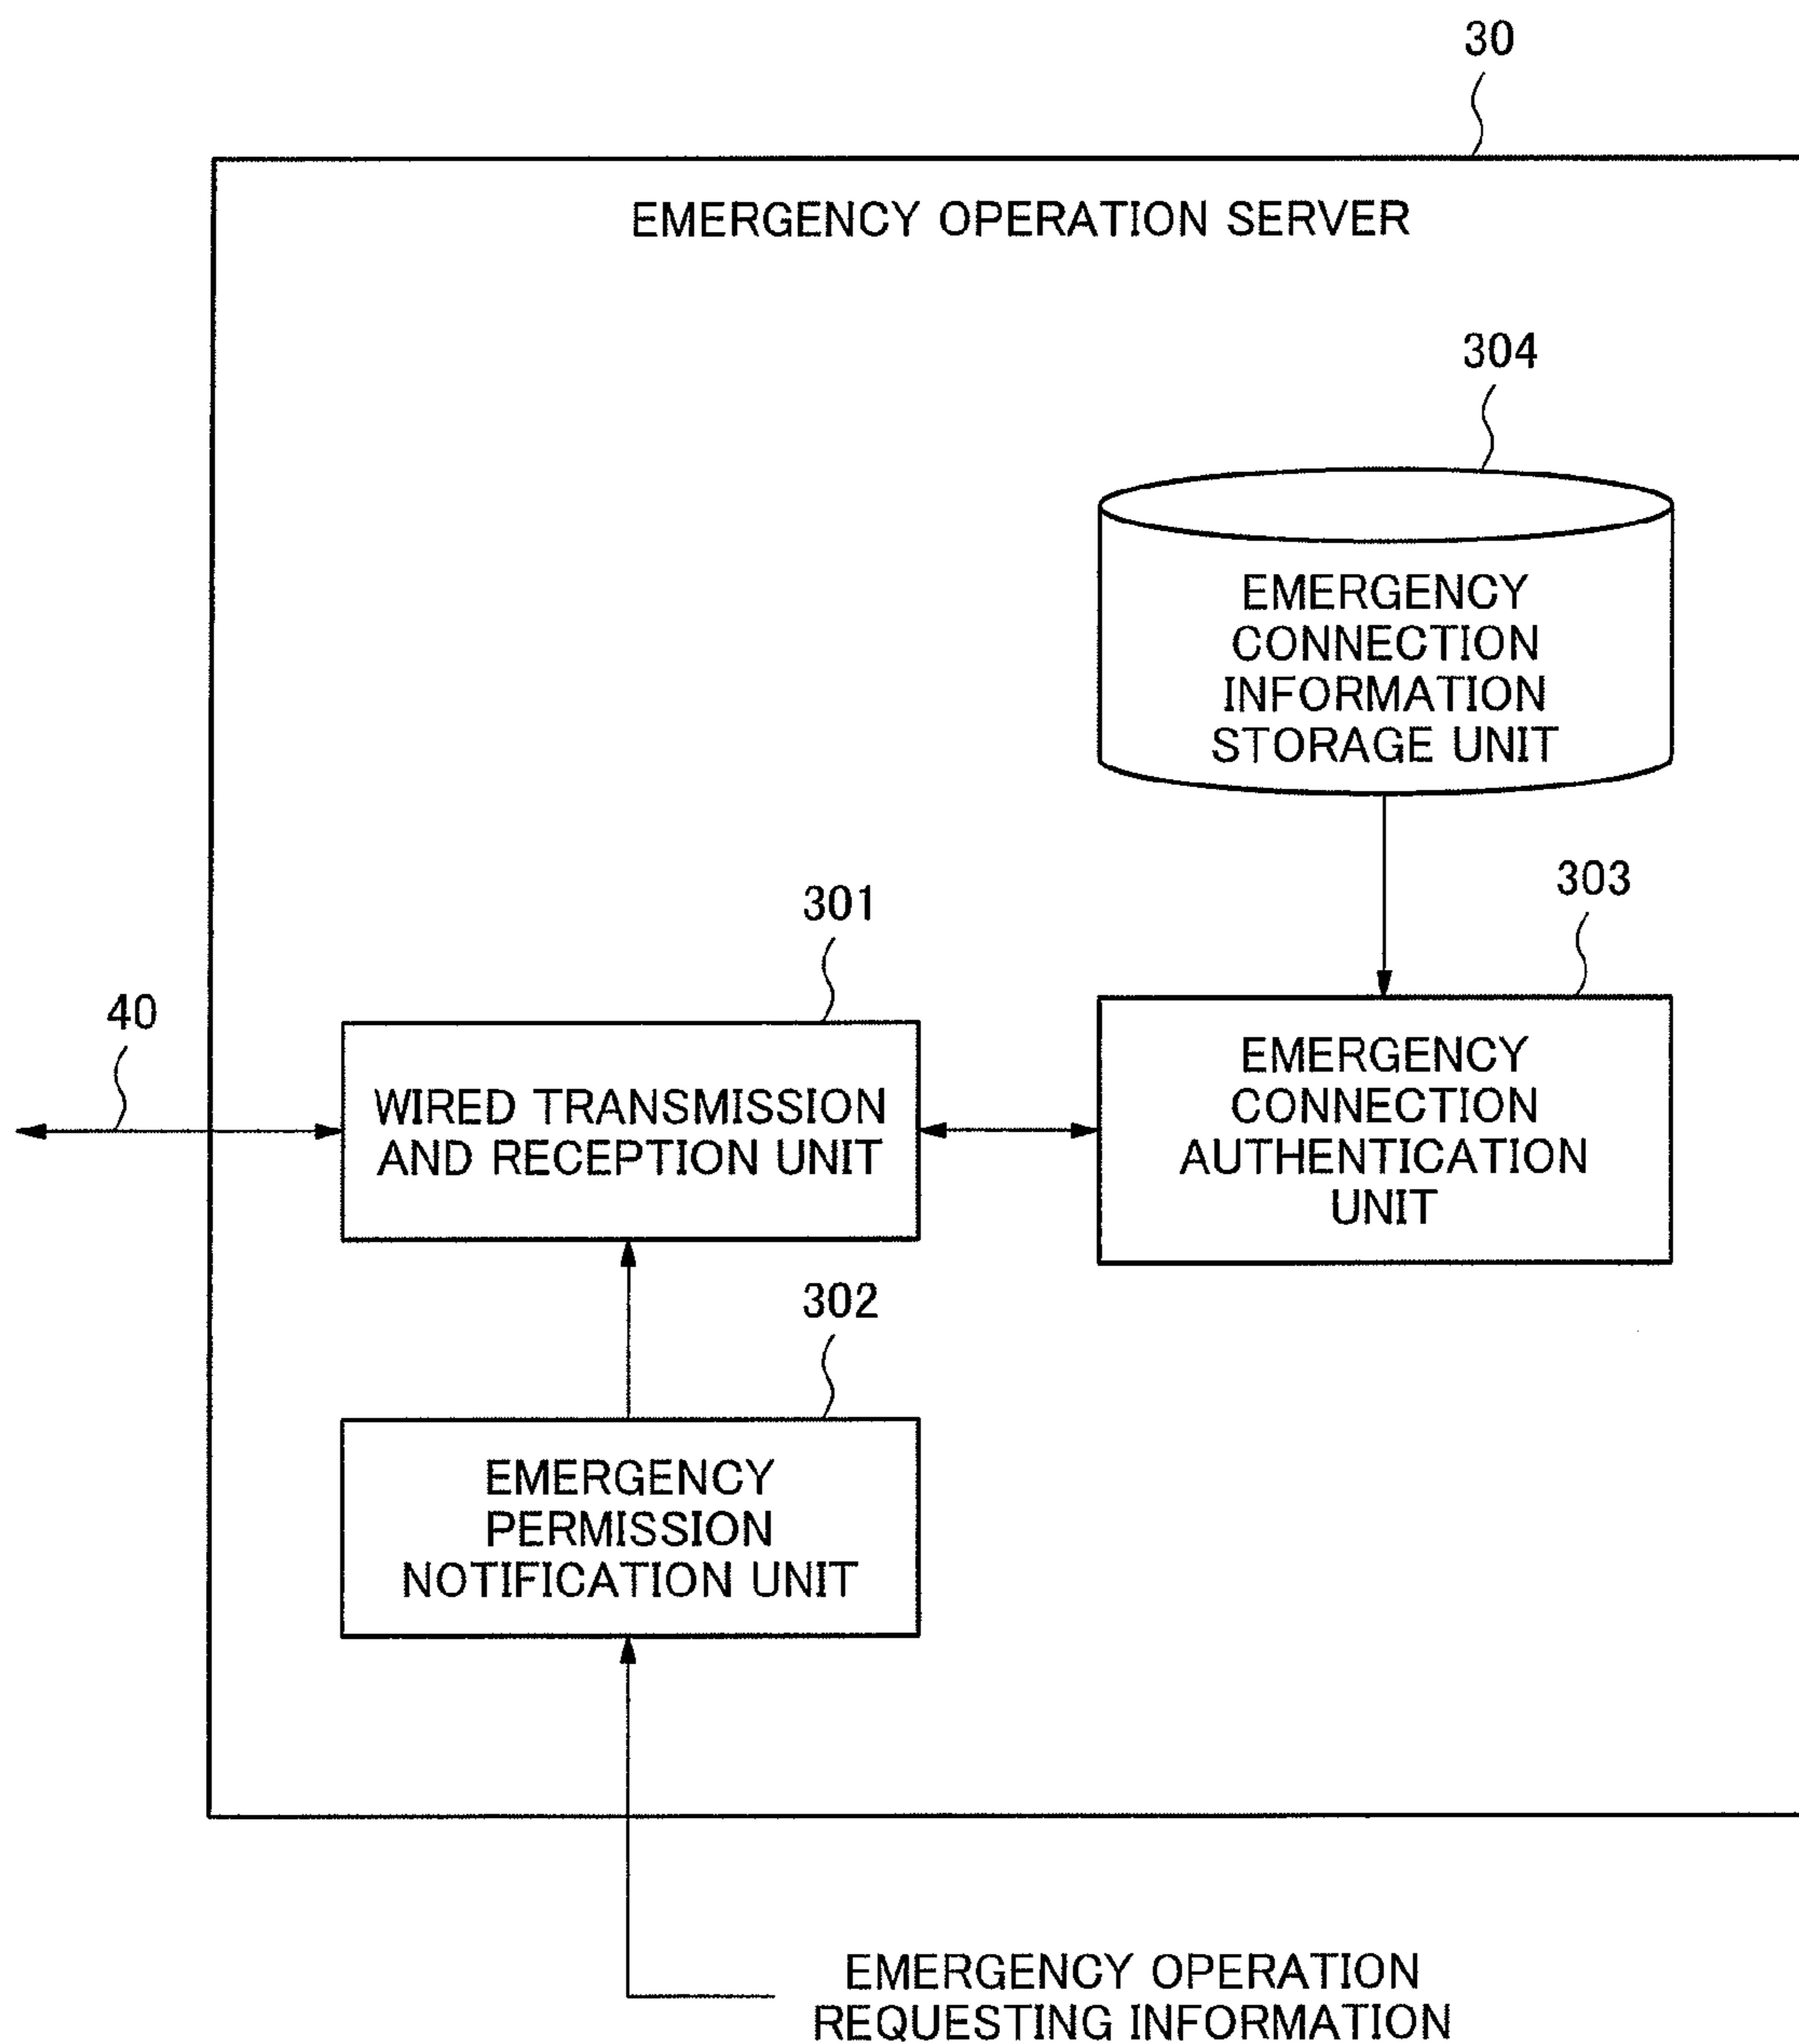 30
EMERGENCY OPERATION SERVER
304
EMERGENCY
CONNECTION
INFORMATION
STORAGE UNIT
303
301
40
WIRED TRANSMISSION
AND RECEPTION UNIT
EMERGENCY
CONNECTION
AUTHENTICATION
UNIT
302
EMERGENCY
PERMISSION
NOTIFICATION UNIT
EMERGENCY OPERATION
REQUESTING INFORMATION